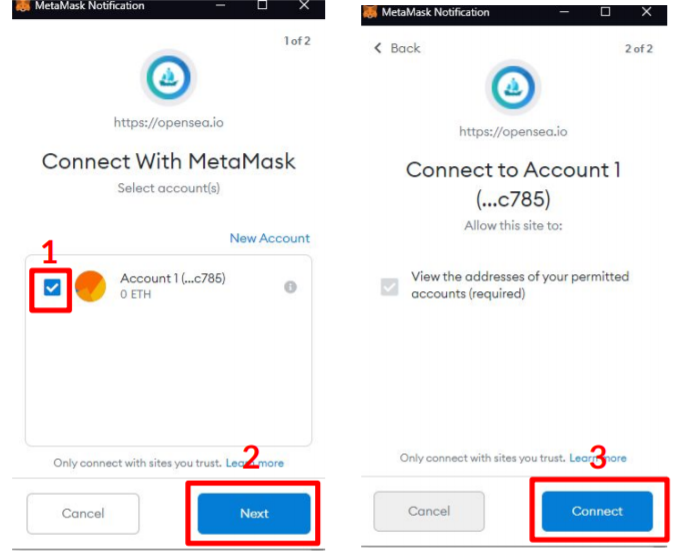 MetaMask Notification
1 of 2
https://opensea.io
Connect With MetaMask
Select account(s)
New Account
1
Account 1 (...c785)
0 ETH
Only connect with sites you trust. Learn more
2
Cancel
Next
MetaMask Notification
Back
2 of 2
https://opensea.io
Connect to Account 1
(...c785)
Allow this site to:
View the addresses of your permitted
accounts (required)
Only connect with sites you trust. Learn more
3
Cancel
Connect